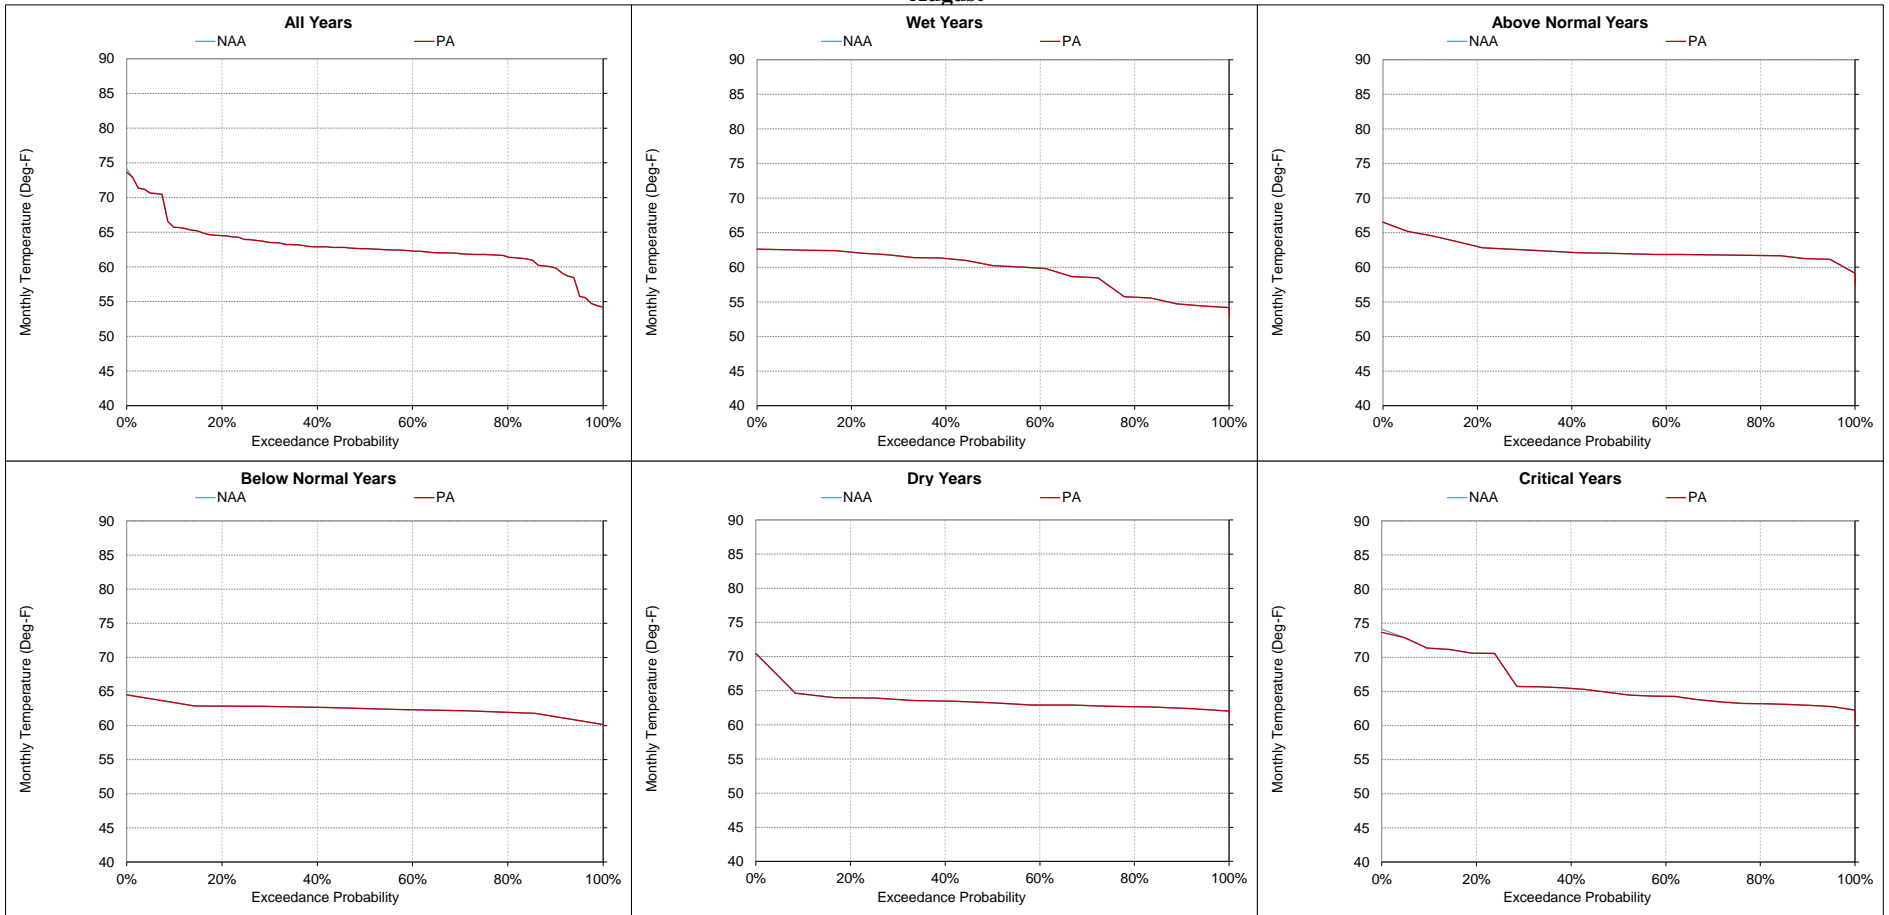 All Years
NAA PA
90
85
80
75
70
65
60
55
50
45
40
0% 20% 40% 60% 80% 100%
Monthly Temperature (Deg-F)
Exceedance Probability
Wet Years
NAA PA
90
85
80
75
70
65
60
55
50
45
40
0% 20% 40% 60% 80% 100%
Monthly Temperature (Deg-F)
Exceedance Probability
Above Normal Years
NAA PA
90
85
80
75
70
65
60
55
50
45
40
0% 20% 40% 60% 80% 100%
Monthly Temperature (Deg-F)
Exceedance Probability
Below Normal Years
NAA PA
90
85
80
75
70
65
60
55
50
45
40
0% 20% 40% 60% 80% 100%
Monthly Temperature (Deg-F)
Exceedance Probability
Dry Years
NAA PA
90
85
80
75
70
65
60
55
50
45
40
0% 20% 40% 60% 80% 100%
Monthly Temperature (Deg-F)
Exceedance Probability
Critical Years
NAA PA
90
85
80
75
70
65
60
55
50
45
40
0% 20% 40% 60% 80% 100%
Monthly Temperature (Deg-F)
Exceedance Probability